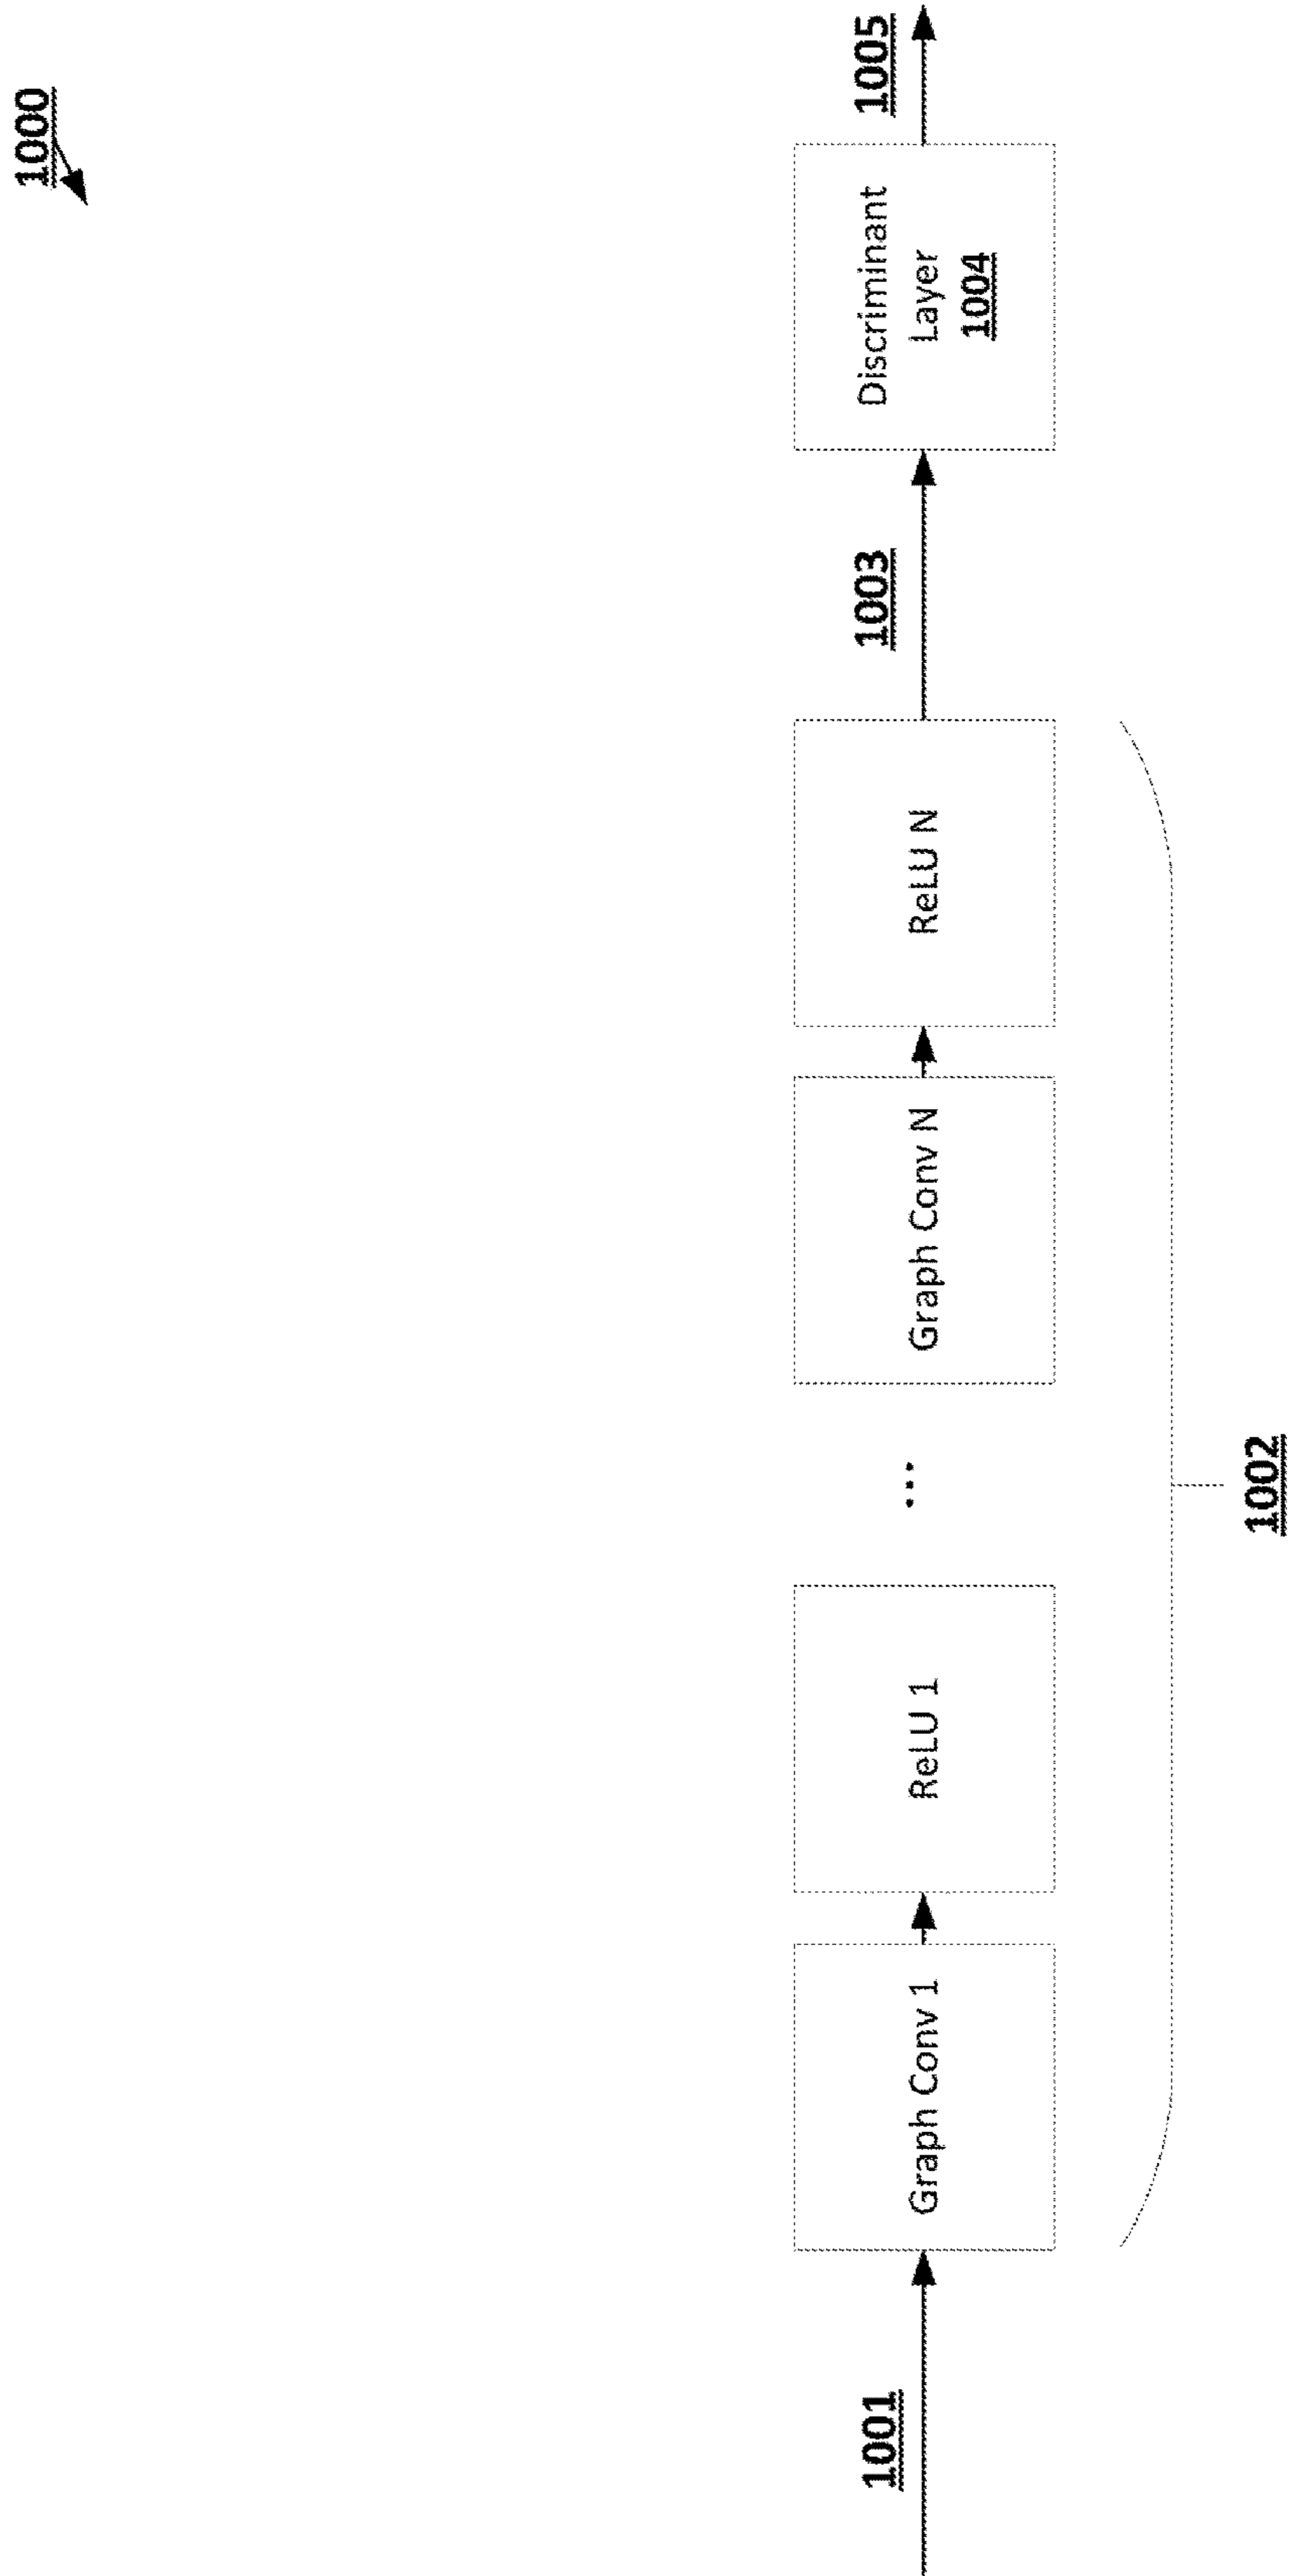 1000
1001
Graph Conv 1
ReLU 1
...
Graph Conv N
ReLU N
1003
Discriminant
Layer
1004
1005
1002